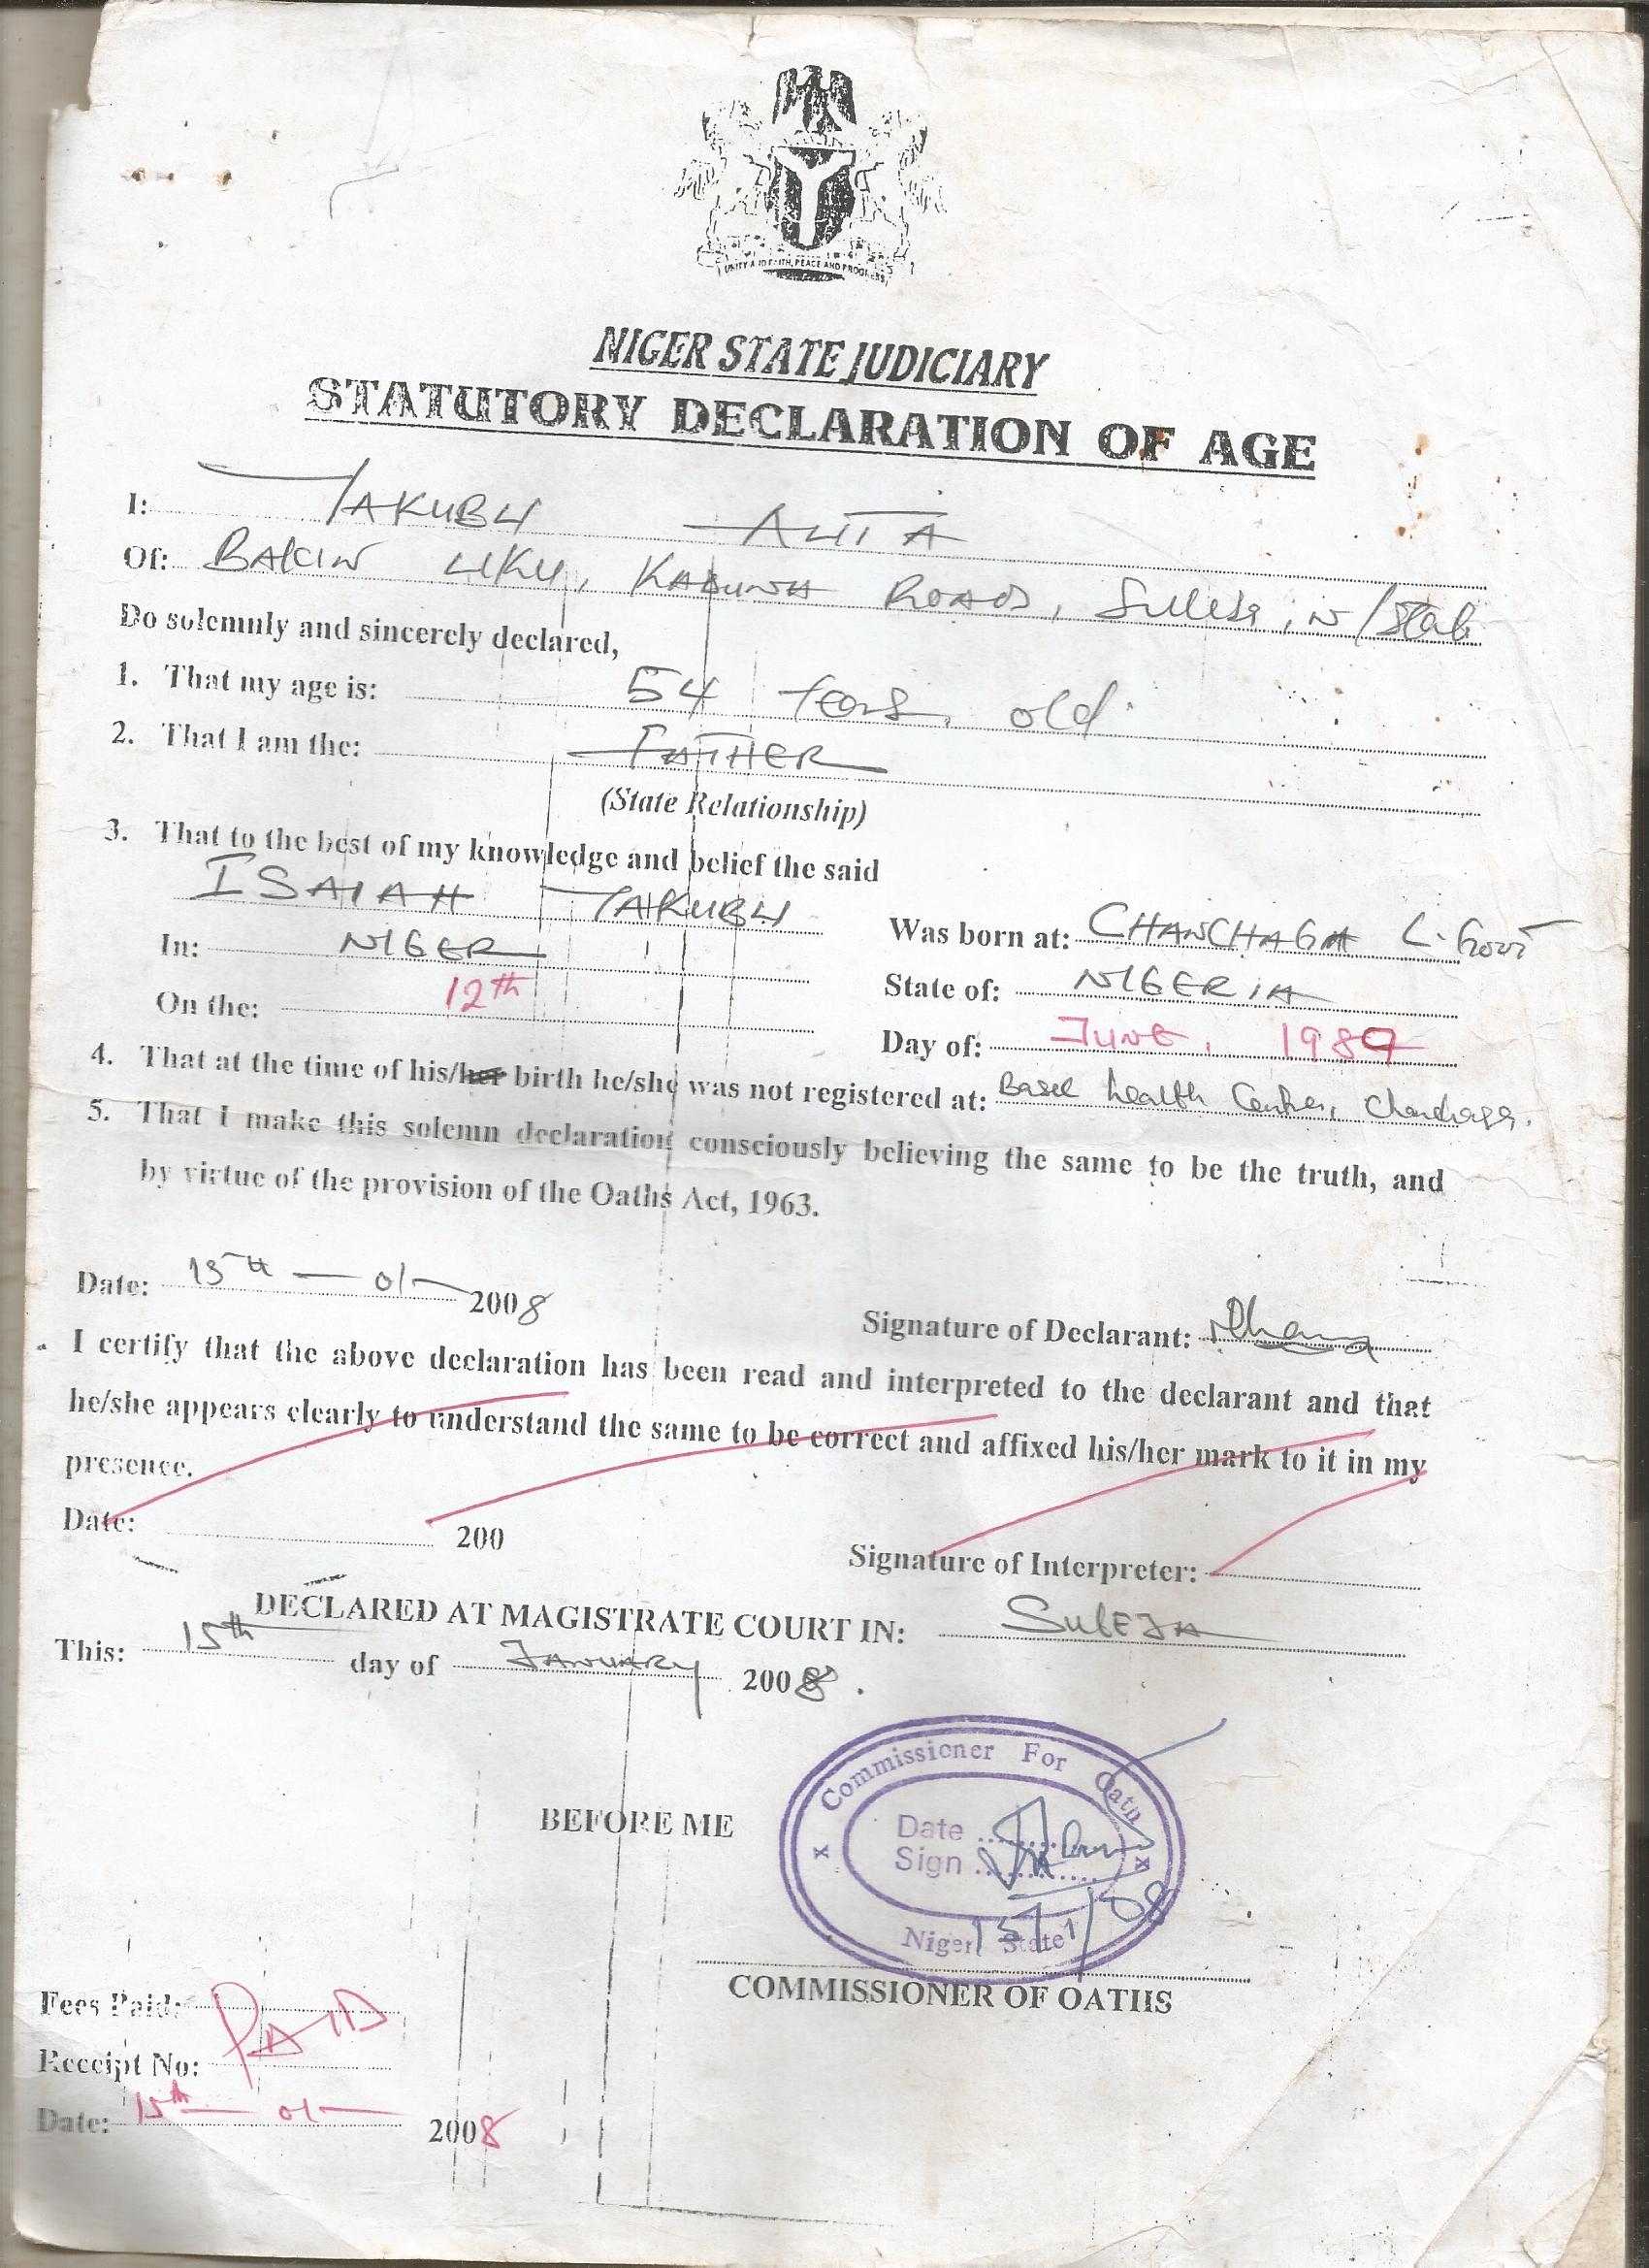 UNITY AND FAITH, PEACE AND PROGRESS
NIGER STATE JUDICIARY
STATUTORY DECLARATION OF AGE
I: YAKUBU
Of: BAKIN UKU, KADUNA ROAD, SULEJA, N/State
Do solemnly and sincerely declared,
1. That my age is: 54 Years old.
2. That I am the: FATHER
(State Relationship)
3. That to the best of my knowledge and belief the said
ISAIAH YAKUBU Was born at: CHANCHAGA L. Govt
In: NIGER State of: NIGERIA
On the: 12th Day of: JUNE, 1989
4. That at the time of his/her birth he/she was not registered at: health Chanchaga.
5. That I make this solemn declaration consciously believing the same to be the truth, and
by virtue of the provision of the Oaths Act, 1963.
Date: 15th — 01 — 2008 Signature of Declarant:
I certify that the above declaration has been read and interpreted to the declarant and that
he/she appears clearly to understand the same to be correct and affixed his/her mark to it in my
presence.
Date: 200 Signature of Interpreter:
DECLARED AT MAGISTRATE COURT IN: SULEJA
This: 15th day of JANUARY 2008.
BEFORE ME
Commissioner For Oath
Date
Sign
15/1/08
Niger State
COMMISSIONER OF OATHS
Fees Paid: PAID
Receipt No:
Date: 15th — 01 — 2008